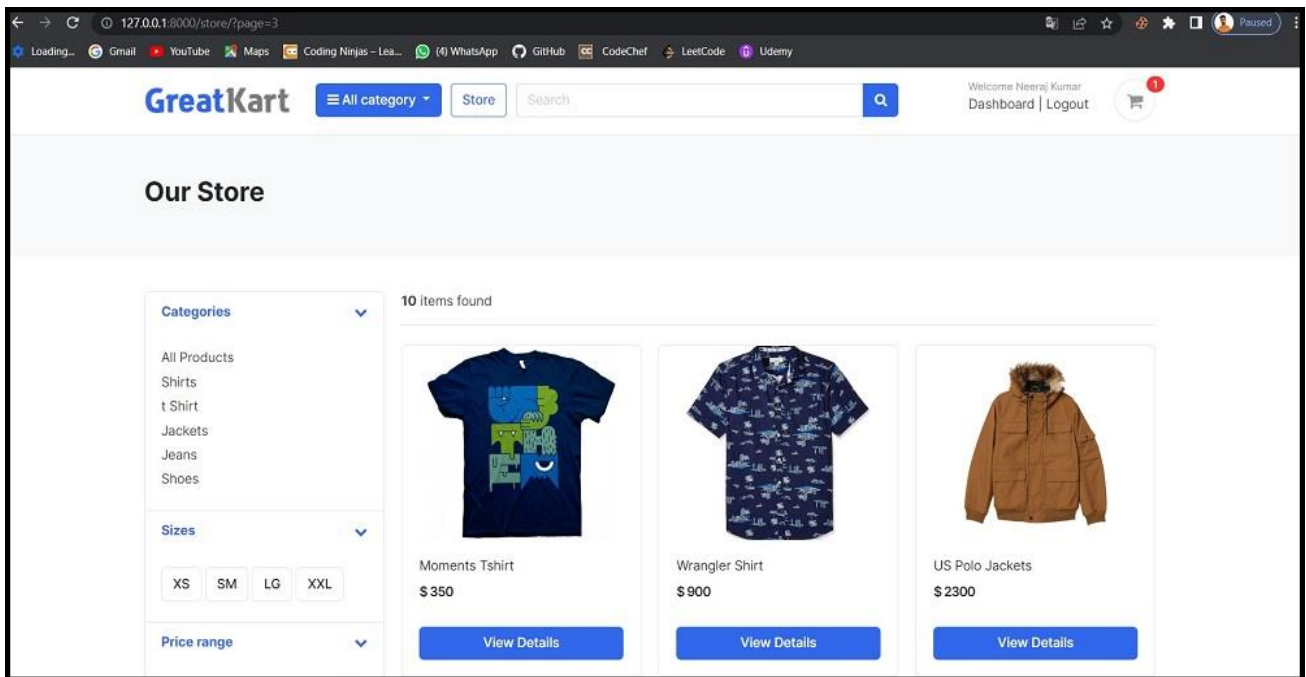 127.0.0.1:8000/store/?page=3
Paused
Loading... Gmail YouTube Maps Coding Ninjas – Lea... (4) WhatsApp GitHub CodeChef LeetCode Udemy
GreatKart All category Store Search
Welcome Neeraj Kumar
Dashboard | Logout
1
Our Store
Categories
All Products
Shirts
t Shirt
Jackets
Jeans
Shoes
Sizes
XS SM LG XXL
Price range
10 items found
Moments Tshirt
$ 350
View Details
Wrangler Shirt
$ 900
View Details
US Polo Jackets
$ 2300
View Details